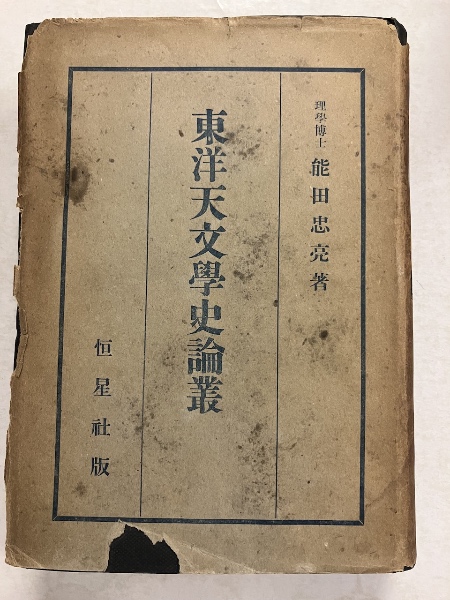 理學博士 能田忠亮著
東洋天文學史論叢
恒星社版